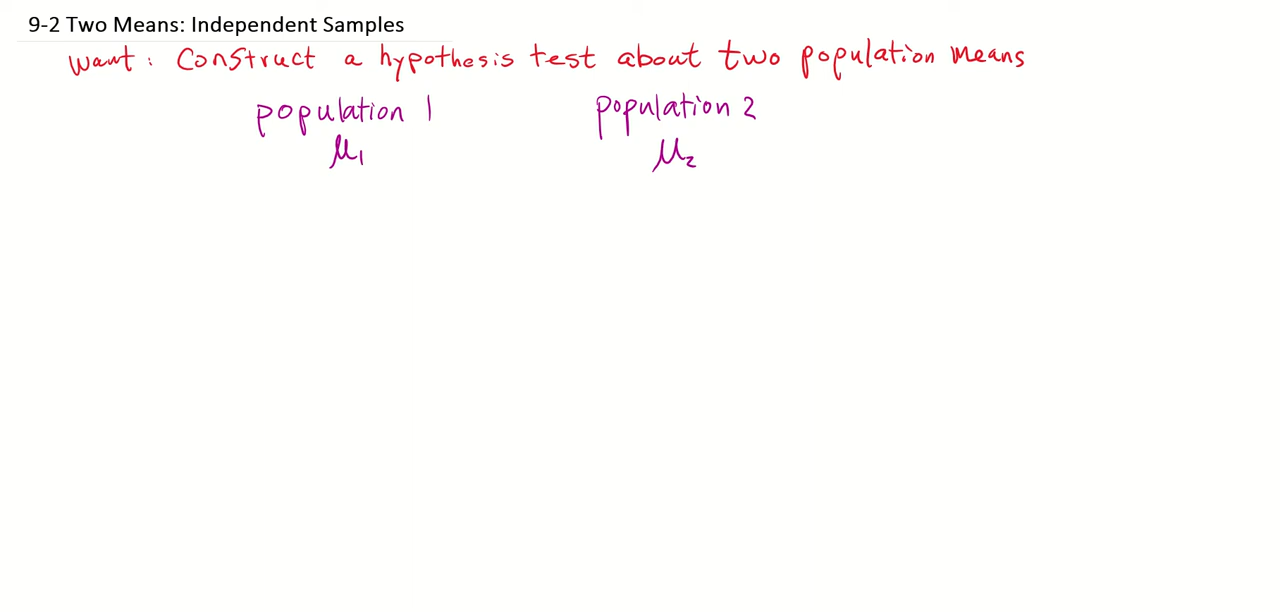 9-2 Two Means: Independent Samples
Want: Construct a hypothesis test about two population means
population 1 population 2
μ₁ μ₂